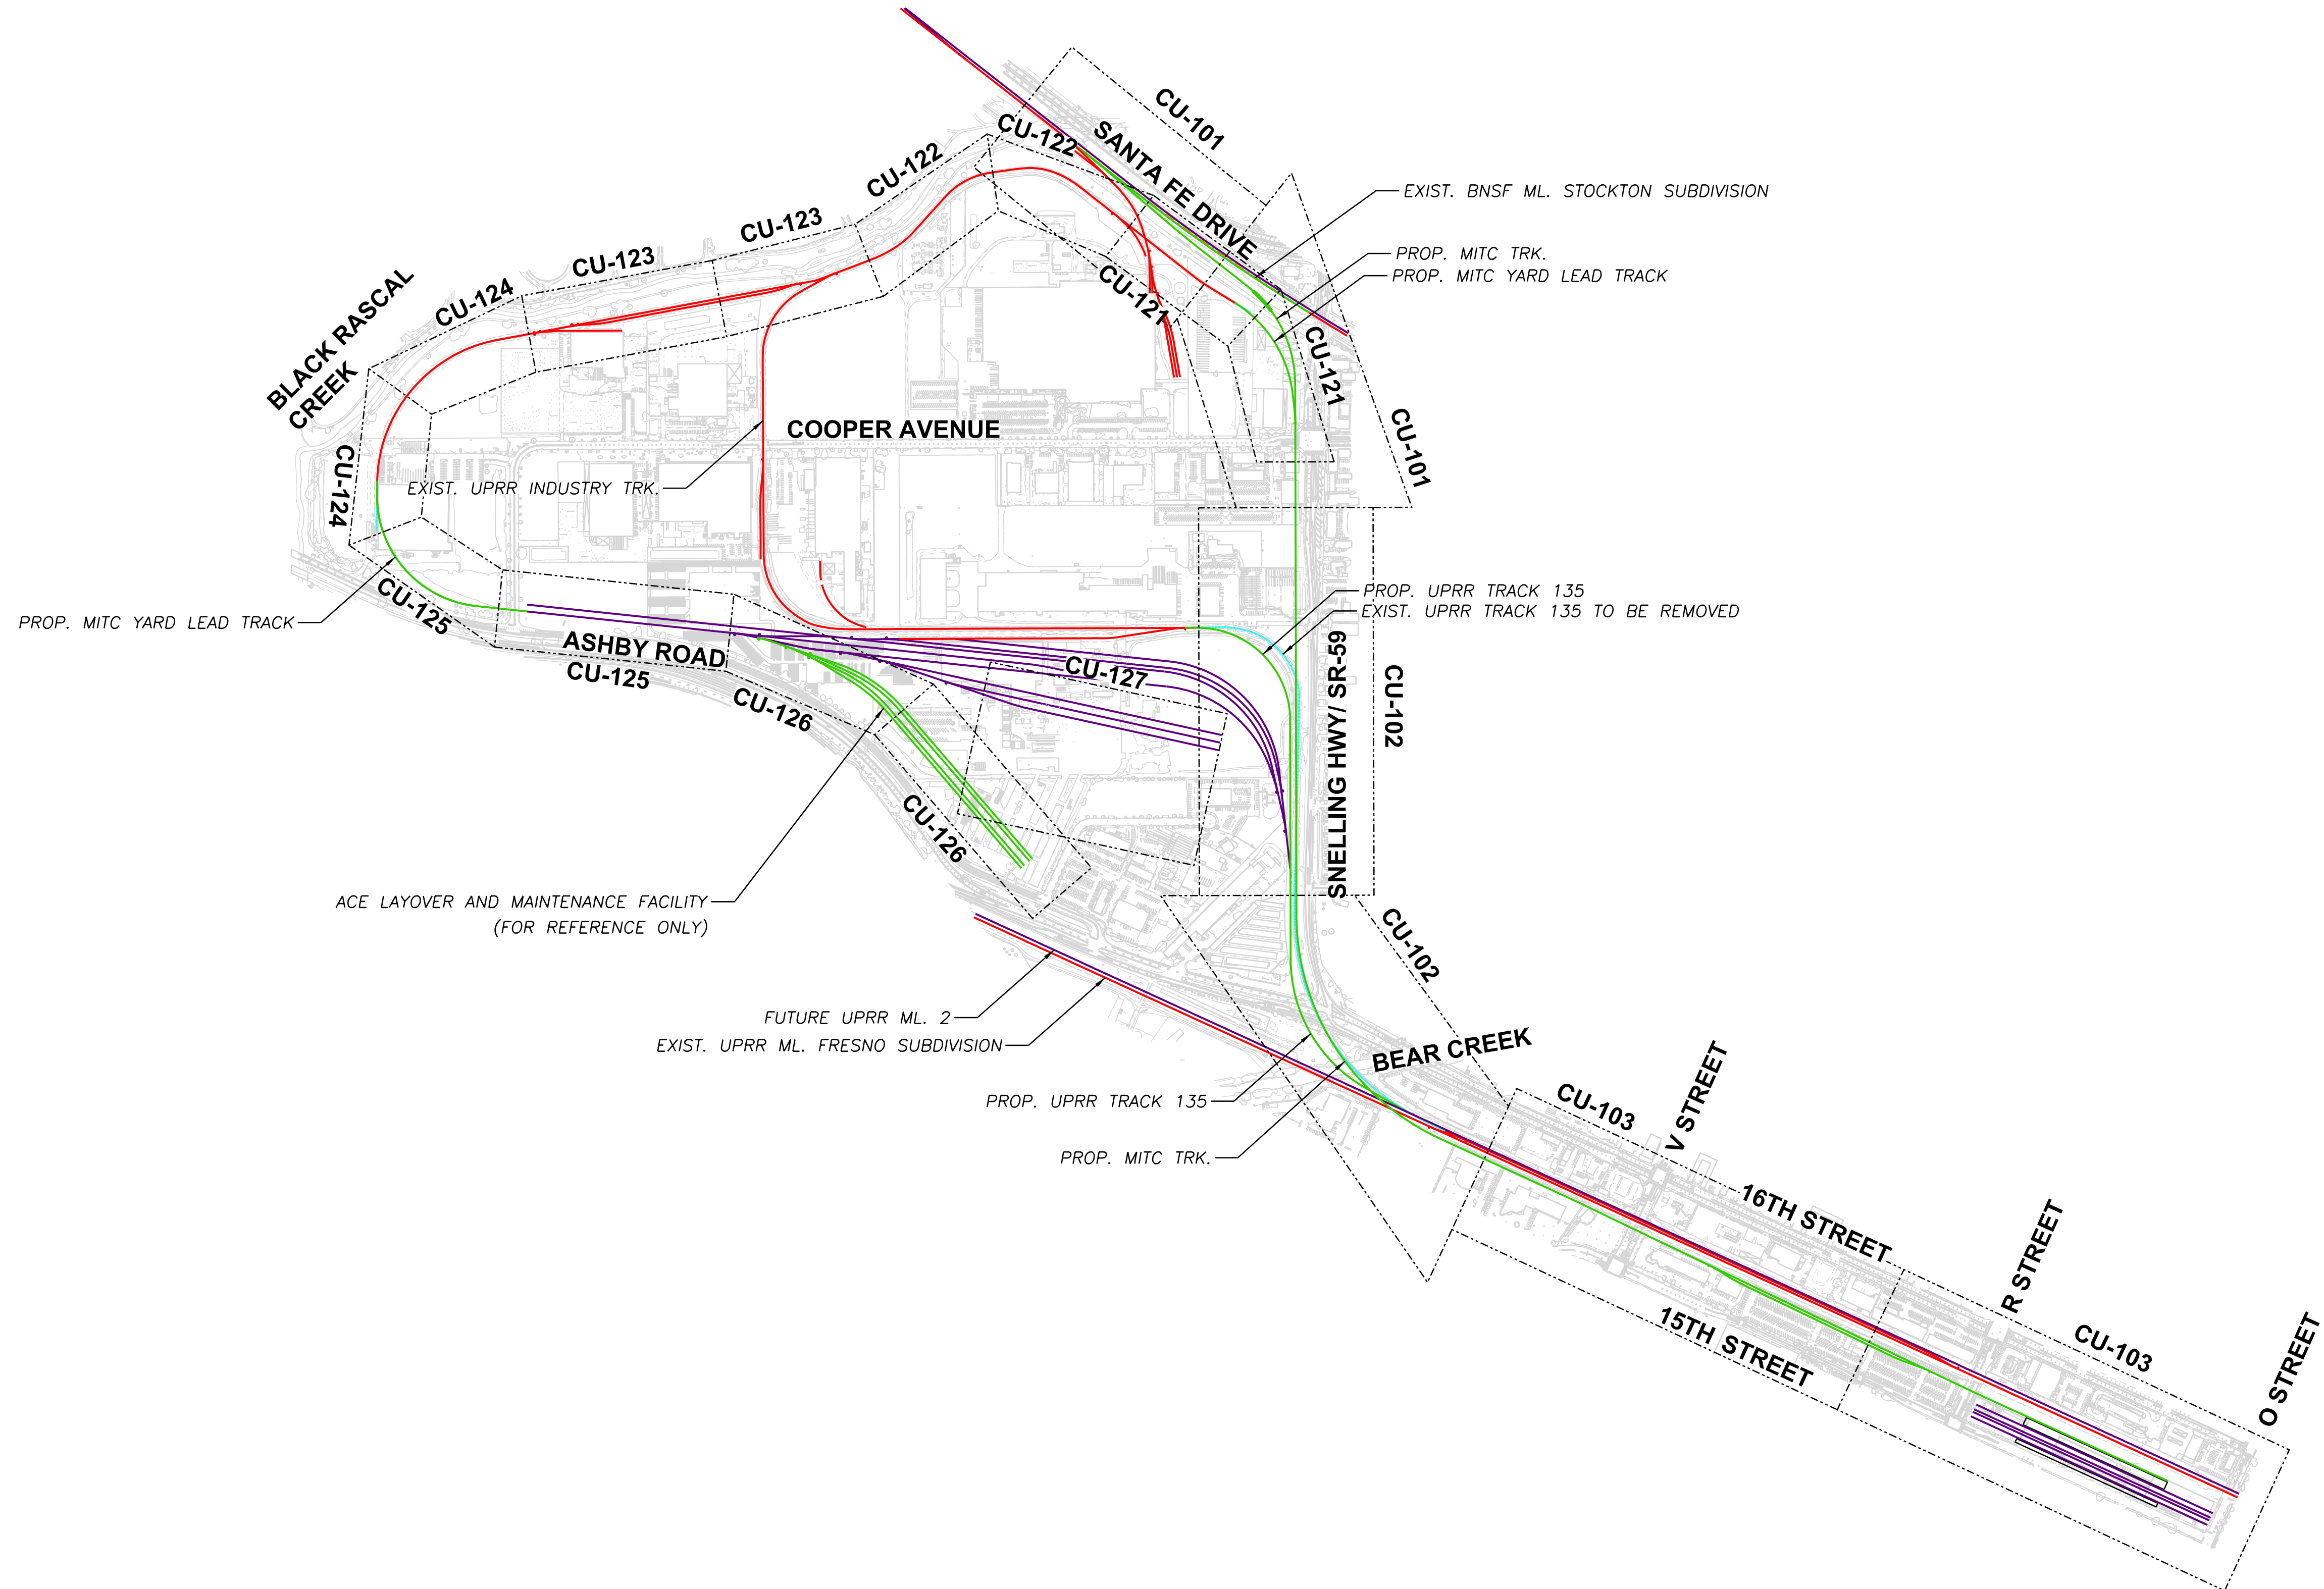 CU-101
CU-122
SANTA FE DRIVE
CU-122
EXIST. BNSF ML. STOCKTON SUBDIVISION
CU-123
PROP. MITC TRK.
CU-123
PROP. MITC YARD LEAD TRACK
CU-121
CU-124
BLACK RASCAL
CREEK
CU-121
COOPER AVENUE
CU-101
CU-124
EXIST. UPRR INDUSTRY TRK.
PROP. UPRR TRACK 135
EXIST. UPRR TRACK 135 TO BE REMOVED
CU-125
PROP. MITC YARD LEAD TRACK
ASHBY ROAD
CU-125
CU-127
CU-126
SNELLING HWY/ SR-59
CU-102
CU-126
ACE LAYOVER AND MAINTENANCE FACILITY
(FOR REFERENCE ONLY)
CU-102
FUTURE UPRR ML. 2
EXIST. UPRR ML. FRESNO SUBDIVISION
BEAR CREEK
PROP. UPRR TRACK 135
CU-103
V STREET
PROP. MITC TRK.
16TH STREET
R STREET
15TH STREET
CU-103
O STREET